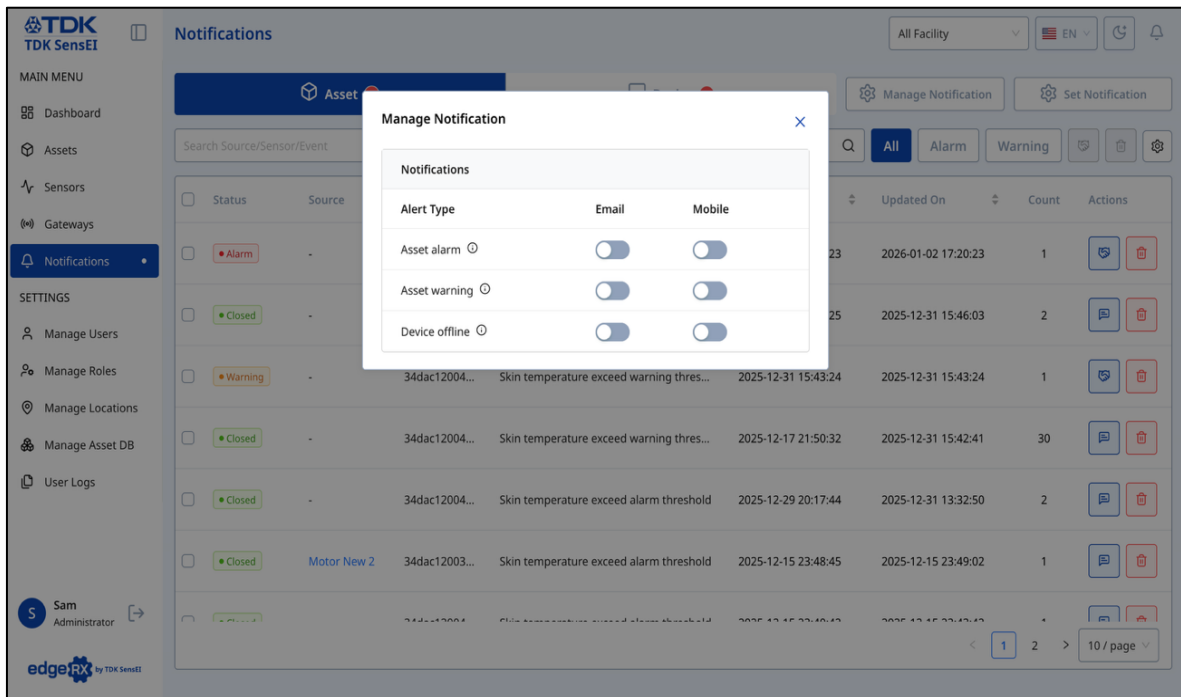 TDK
TDK SensEI
Notifications
All Facility
EN
MAIN MENU
Dashboard
Assets
Sensors
Gateways
Notifications
SETTINGS
Manage Users
Manage Roles
Manage Locations
Manage Asset DB
User Logs
Sam
S
Administrator
edgeRX by TDK SensEI
Asset
Manage Notification
Set Notification
Search Source/Sensor/Event
All
Alarm
Warning
Manage Notification
Notifications
Alert Type Email Mobile
Asset alarm
Asset warning
Device offline
Status Source Updated On Count Actions
Alarm - 23 2026-01-02 17:20:23 1
Closed - 25 2025-12-31 15:46:03 2
Warning - 34dac12004... Skin temperature exceed warning thres... 2025-12-31 15:43:24 2025-12-31 15:43:24 1
Closed - 34dac12004... Skin temperature exceed warning thres... 2025-12-17 21:50:32 2025-12-31 15:42:41 30
Closed - 34dac12004... Skin temperature exceed alarm threshold 2025-12-29 20:17:44 2025-12-31 13:32:50 2
Closed Motor New 2 34dac12003... Skin temperature exceed alarm threshold 2025-12-15 23:48:45 2025-12-15 23:49:02 1
< 1 2 > 10 / page